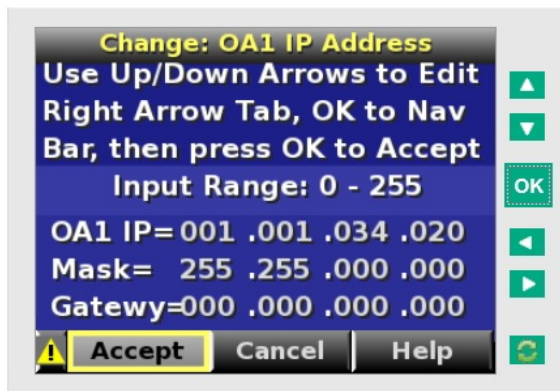 Change: OA1 IP Address
Use Up/Down Arrows to Edit
Right Arrow Tab, OK to Nav
Bar, then press OK to Accept
Input Range: 0 - 255
OA1 IP= 001 .001 .034 .020
Mask= 255 .255 .000 .000
Gatewy=000 .000 .000 .000
Accept Cancel Help
OK